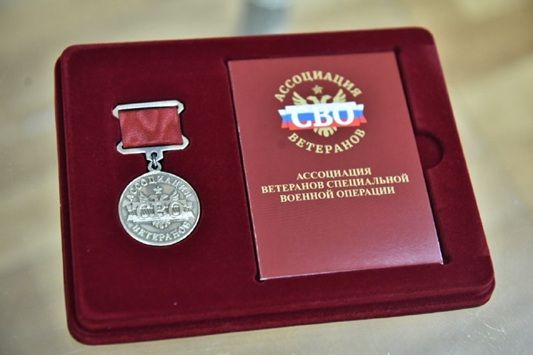 АССОЦИАЦИЯ
СВО
ВЕТЕРАНОВ
АССОЦИАЦИЯ
СВО
ВЕТЕРАНОВ
АССОЦИАЦИЯ
ВЕТЕРАНОВ СПЕЦИАЛЬНОЙ
ВОЕННОЙ ОПЕРАЦИИ